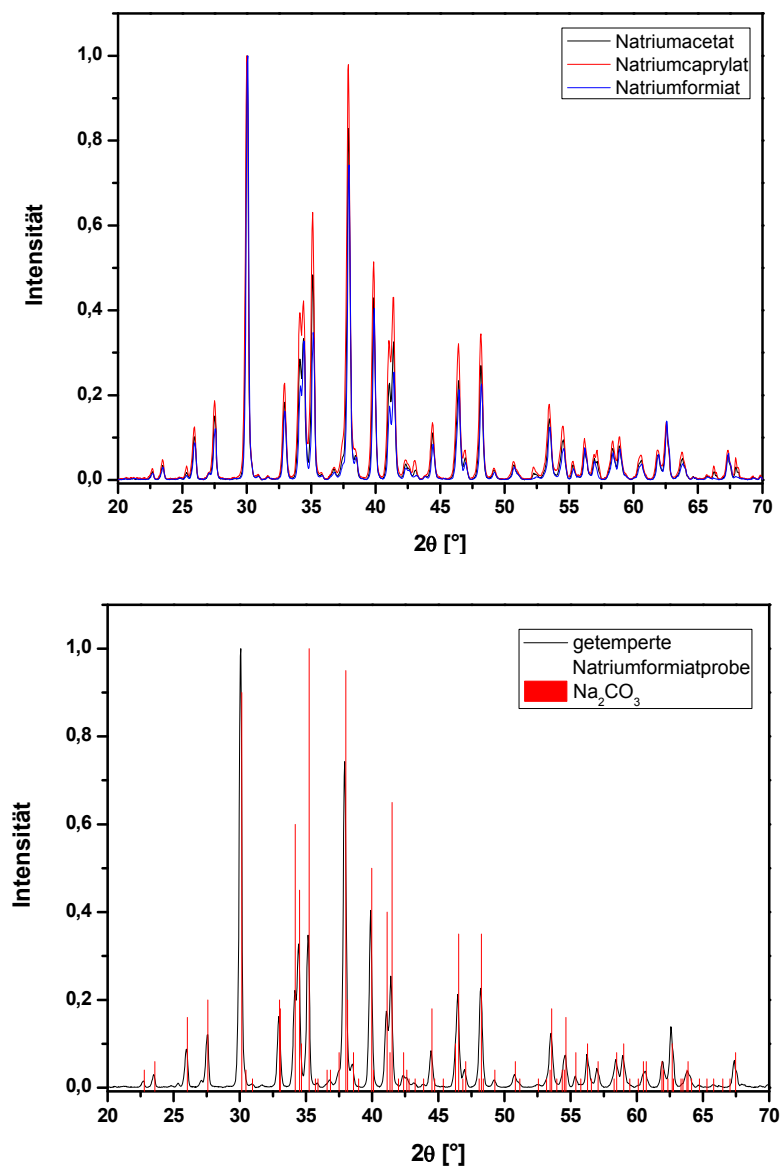 Natriumacetat
Natriumcaprylat
Natriumformiat
Intensität
1,0
0,8
0,6
0,4
0,2
0,0
20 25 30 35 40 45 50 55 60 65 70
2θ [°]
getemperte
Natriumformiatprobe
Na2CO3
Intensität
1,0
0,8
0,6
0,4
0,2
0,0
20 25 30 35 40 45 50 55 60 65 70
2θ [°]